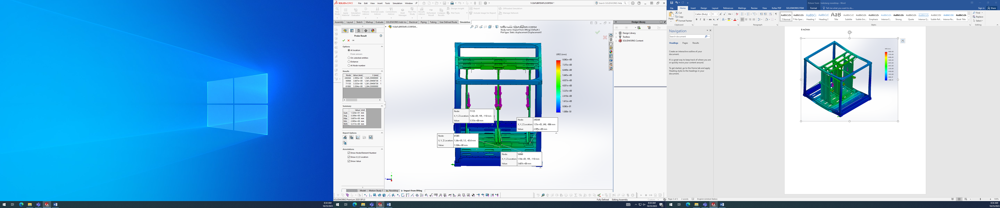 8:34 AM
10/25/2023
SOLIDWORKS
File Edit View Insert Tools Simulation Window
1V2bFLBRFEMFLOORFEM *
Search SOLIDWORKS Help
New Study
Apply Material
Simulation Evaluator
Fixtures Advisor
External Loads Advisor
Connections Advisor
Shell Manager
Run This Study
Results Advisor
Deformed Result
Compare Results
Design Insight
Plot Tools
Report
Include Image for Report
Offloaded Simulation
Manage Network
Assembly Layout Sketch Markup Evaluate SOLIDWORKS Add-Ins Electrical Piping Tubing User Defined Route Simulation
1V2bFLBRFEMFLOORFEM...
Probe Result
Options
At location
From sensors
On selected entities
Distance
At Node number
Results
Node Value (mm) X (mm)
240264 2.995e+00 1,545.25000000 2
56968 3.607e+00 1,581.29406738 1
71135 3.333e+00 1,261.29406738 1
61065 3.304e+00 1,264.25000000
Summary
Value Unit
Sum 1.324e+01 mm
Avg 3.309e+00 mm
Max 3.607e+00 mm
Min 2.995e+00 mm
RMS 3.317e+00 mm
Report Options
Annotations
Show Node/Element Number
Show X,Y,Z Location
Show Value
Study name: Impact from lifting(-Default-)
Plot type: Static displacement Displacement1
URES (mm)
8.062e+00
7.255e+00
6.449e+00
5.643e+00
4.837e+00
4.031e+00
3.225e+00
2.418e+00
1.612e+00
8.062e-01
1.000e-10
Node: 71135
X, Y, Z Location: 1.26e+03, 195, -110 mm
Value: 3.333e+00 mm
Node: 240264
X, Y, Z Location: 1.55e+03, 248, -906 mm
Value: 2.995e+00 mm
Node: 61065
X, Y, Z Location: 1.26e+03, 3.5, -63.6 mm
Value: 3.304e+00 mm
Node: 56968
X, Y, Z Location: 1.58e+03, 195, -110 mm
Value: 3.607e+00 mm
Model Motion Study 1 Noodstop Impact from lifting
SOLIDWORKS Premium 2020 SP5.0
Fully Defined Editing Assembly Custom
Design Library
Design Library
Toolbox
SOLIDWORKS Content
8:34 AM
10/25/2023
Picture Tools
trekstang noodstop - Word
Sign in Share
File Home Insert Design Layout References Mailings Review View Kofax PDF SOLIDWORKS PDM Format Tell me what you want to do...
Paste
Cut
Copy
Format Painter
Calibri (Body) 11
AaBbCcDc ¶ Normal
AaBbCcDc ¶ No Spac...
Heading 1
Heading 2
Title
Subtitle
Subtle Em...
Emphasis
Intense E...
Strong
Quote
Intense Q...
Subtle Ref...
Intense Re...
Book Title
Find
Replace
Select
Clipboard Font Paragraph Styles Editing
Navigation
Search document
Headings Pages Results
Create an interactive outline of your
document.
It's a great way to keep track of where you are
or quickly move your content around.
To get started, go to the Home tab and apply
Heading styles to the headings in your
document.
6 m/min
Page 3 of 3 2 words English (United States)
100%
8:34 AM
10/25/2023